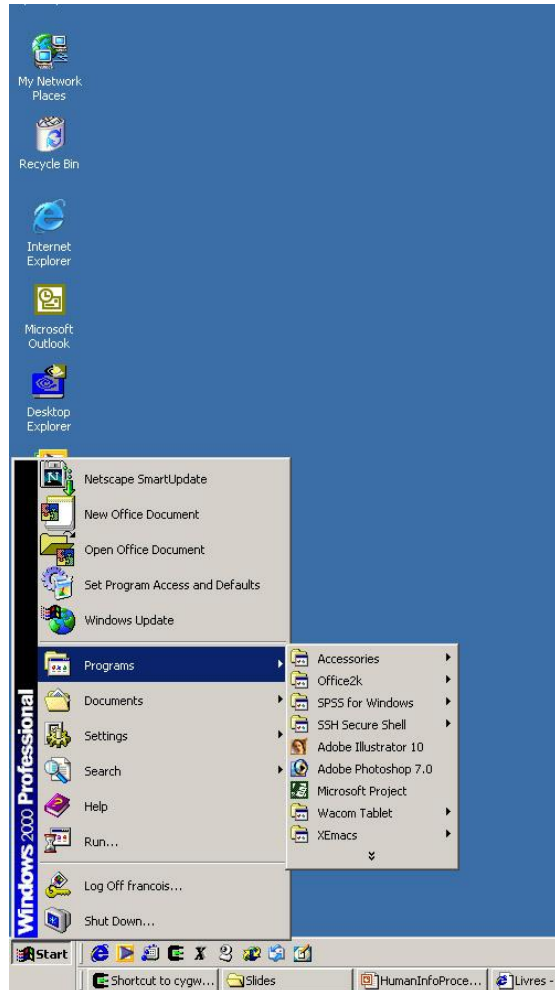 My Network
Places
Recycle Bin
Internet
Explorer
Microsoft
Outlook
Desktop
Explorer
Netscape SmartUpdate
New Office Document
Open Office Document
Set Program Access and Defaults
Windows Update
Programs
Documents
Settings
Search
Help
Run...
Log Off francois...
Shut Down...
Windows 2000 Professional
Accessories
Office2k
SPSS for Windows
SSH Secure Shell
Adobe Illustrator 10
Adobe Photoshop 7.0
Microsoft Project
Wacom Tablet
XEmacs
Start
Shortcut to cygw...
Slides
HumanInfoProce...
Livres -